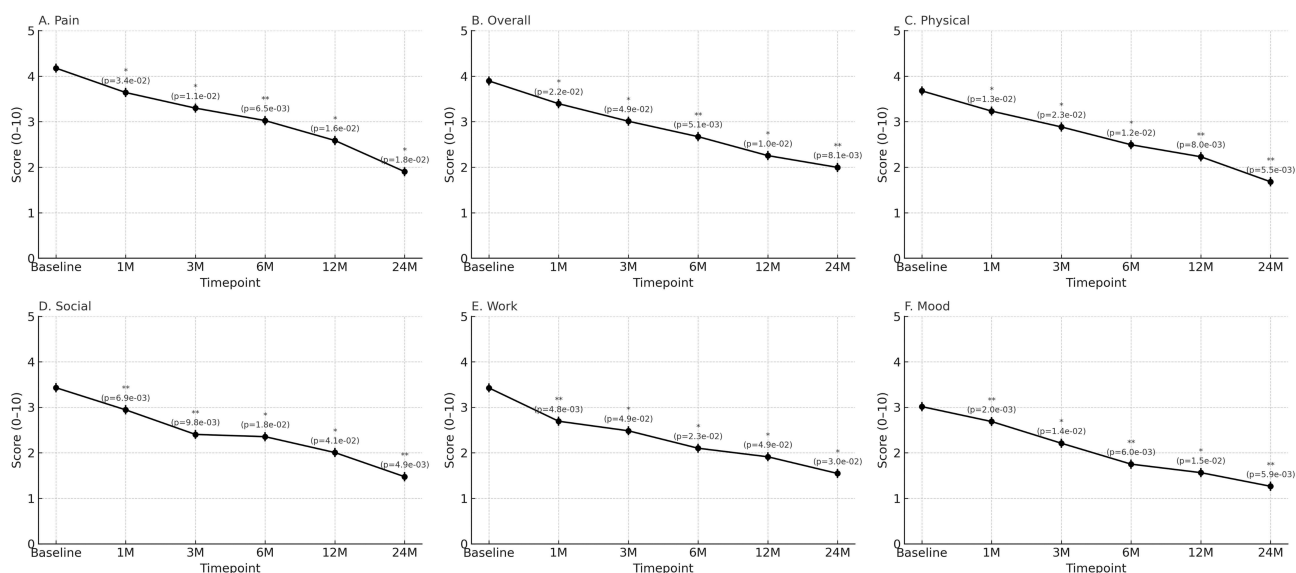 A. Pain
5
4
3
2
1
0
Score (0–10)
*
(p=3.4e-02)
*
(p=1.1e-02)
**
(p=6.5e-03)
*
(p=1.6e-02)
*
(p=1.8e-02)
Baseline 1M 3M 6M 12M 24M
Timepoint
B. Overall
5
4
3
2
1
0
Score (0–10)
*
(p=2.2e-02)
*
(p=4.9e-02)
**
(p=5.1e-03)
*
(p=1.0e-02)
**
(p=8.1e-03)
Baseline 1M 3M 6M 12M 24M
Timepoint
C. Physical
5
4
3
2
1
0
Score (0–10)
*
(p=1.3e-02)
*
(p=2.3e-02)
*
(p=1.2e-02)
**
(p=8.0e-03)
**
(p=5.5e-03)
Baseline 1M 3M 6M 12M 24M
Timepoint
D. Social
5
4
3
2
1
0
Score (0–10)
**
(p=6.9e-03)
**
(p=9.8e-03)
*
(p=1.8e-02)
*
(p=4.1e-02)
**
(p=4.9e-03)
Baseline 1M 3M 6M 12M 24M
Timepoint
E. Work
5
4
3
2
1
0
Score (0–10)
**
(p=4.8e-03)
*
(p=4.9e-02)
*
(p=2.3e-02)
*
(p=4.9e-02)
*
(p=3.0e-02)
Baseline 1M 3M 6M 12M 24M
Timepoint
F. Mood
5
4
3
2
1
0
Score (0–10)
**
(p=2.0e-03)
*
(p=1.4e-02)
**
(p=6.0e-03)
*
(p=1.5e-02)
**
(p=5.9e-03)
Baseline 1M 3M 6M 12M 24M
Timepoint